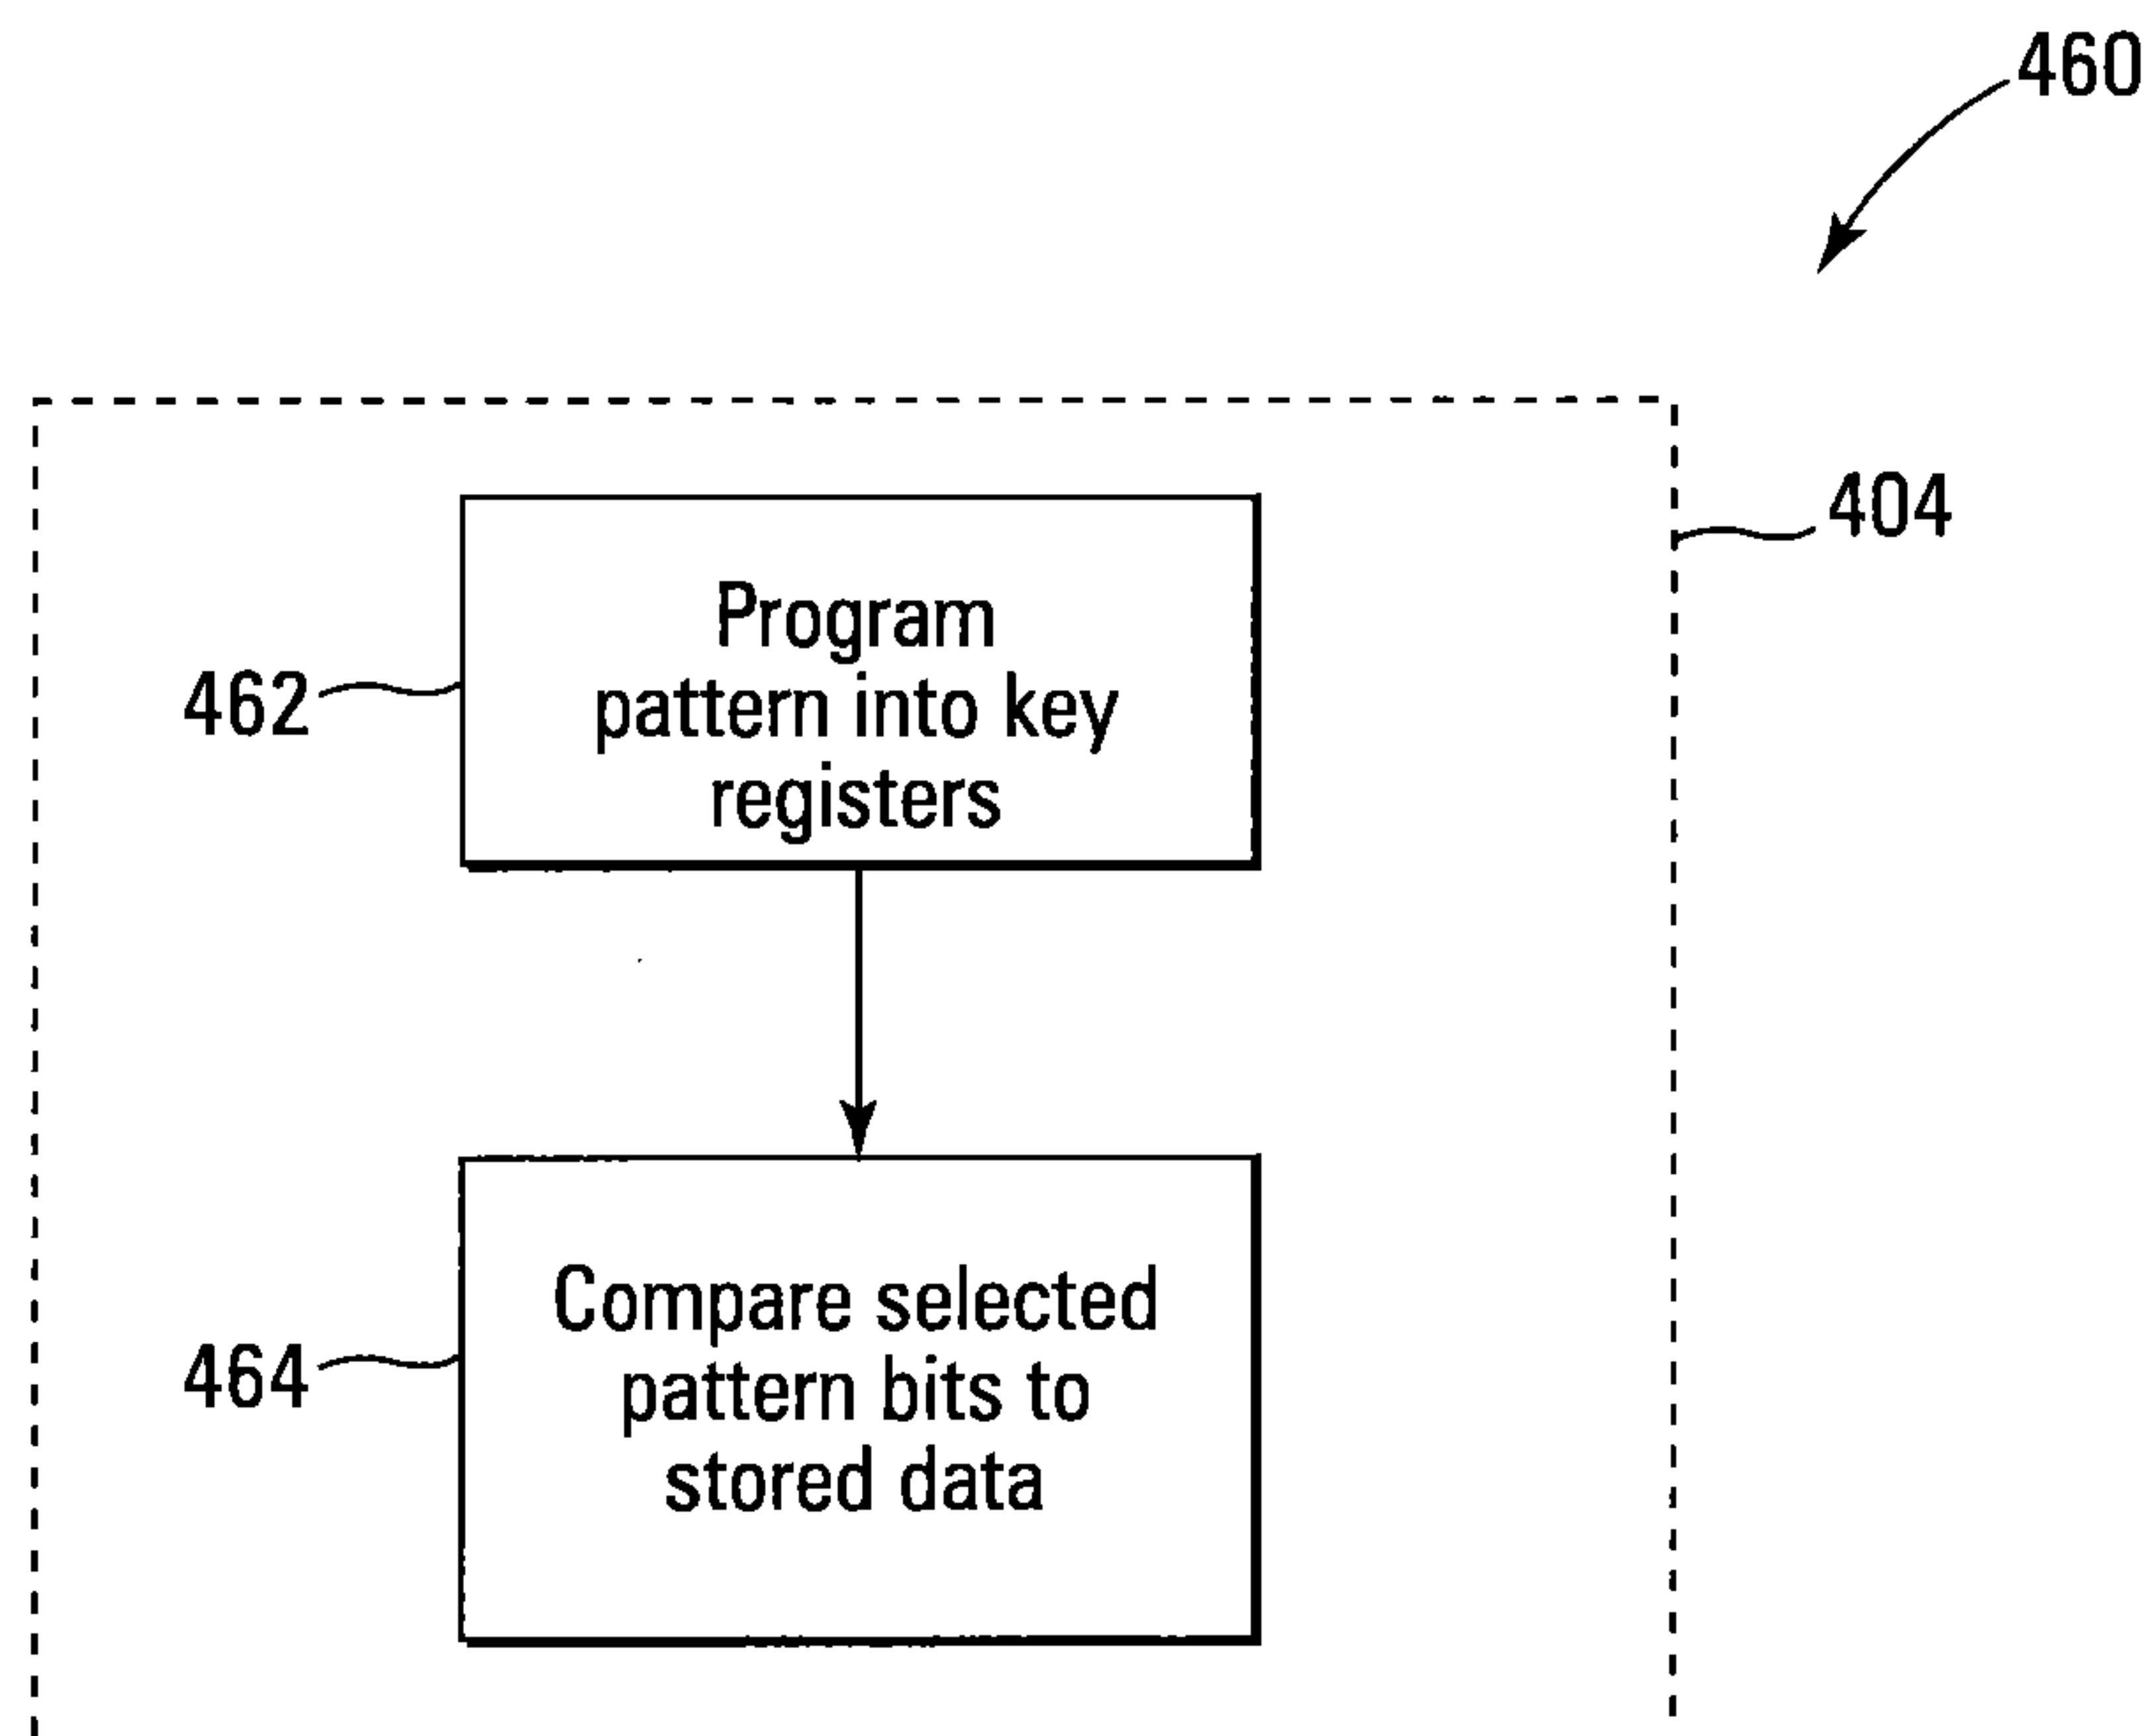 460
404
Program
pattern into key
registers
462
Compare selected
pattern bits to
stored data
464